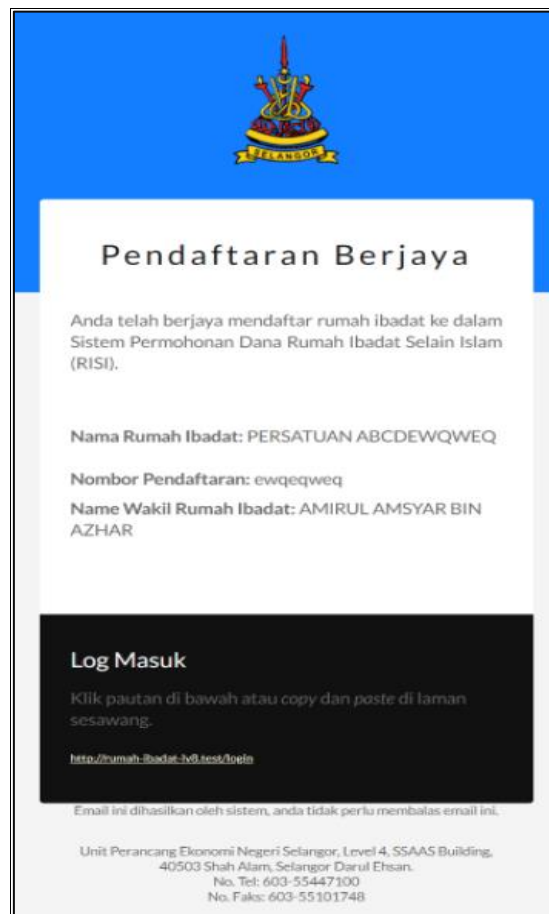 SELANGOR
Pendaftaran Berjaya
Anda telah berjaya mendaftar rumah ibadat ke dalam
Sistem Permohonan Dana Rumah Ibadat Selain Islam
(RISI).
Nama Rumah Ibadat: PERSATUAN ABCDEWQWEQ
Nombor Pendaftaran: ewqeqweq
Name Wakil Rumah Ibadat: AMIRUL AMSYAR BIN
AZHAR
Log Masuk
Klik pautan di bawah atau copy dan paste di laman
sesawang.
http://rumah-ibadat-lv8.test/login
Email ini dihasilkan oleh sistem, anda tidak perlu membalas email ini.
Unit Perancang Ekonomi Negeri Selangor, Level 4, SSAAS Building,
40503 Shah Alam, Selangor Darul Ehsan.
No. Tel: 603-55447100
No. Faks: 603-55101748